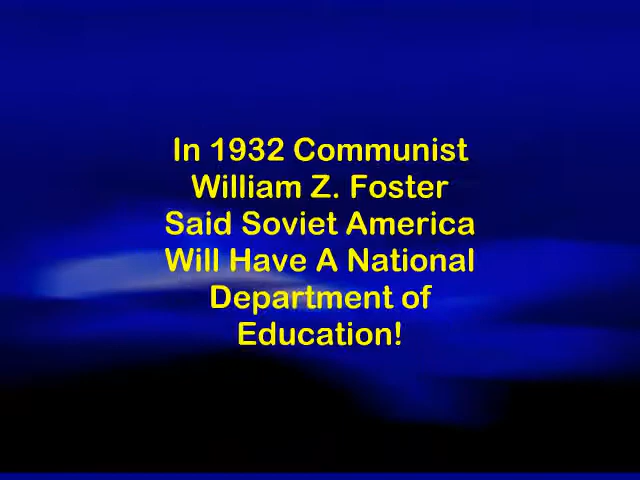 In 1932 Communist
William Z. Foster
Said Soviet America
Will Have A National
Department of
Education!